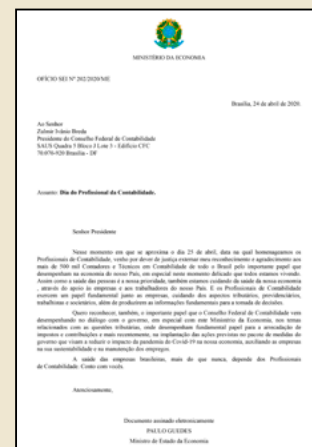 MINISTÉRIO DA ECONOMIA
OFÍCIO SEI Nº 202/2020/ME
Brasília, 24 de abril de 2020.
Ao Senhor
Zulmir Ivânio Breda
Presidente do Conselho Federal de Contabilidade
SAUS Quadra 5 Bloco J Lote 3 - Edifício CFC
70.070-920 Brasília - DF
Assunto: Dia do Profissional da Contabilidade.
Senhor Presidente
Nesse momento em que se aproxima o dia 25 de abril, data na qual homenageamos os
Profissionais de Contabilidade, venho por dever de justiça externar meu reconhecimento e agradecimento aos
mais de 500 mil Contadores e Técnicos em Contabilidade de todo o Brasil pelo importante papel que
desempenham na economia do nosso País, em especial neste momento delicado que todos estamos vivendo.
Assim como a saúde das pessoas é a nossa prioridade, também estamos cuidando da saúde da nossa economia
, através do apoio às empresas e aos trabalhadores do nosso País. E os Profissionais de Contabilidade
exercem um papel fundamental junto as empresas, cuidando dos aspectos tributários, previdenciários,
trabalhistas e societários, além de produzirem as informações fundamentais para a tomada de decisões.
Quero reconhecer, também, o importante papel que o Conselho Federal de Contabilidade vem
desempenhando no diálogo com o governo, em especial com este Ministério da Economia, nos temas
relacionados com as questões tributárias, onde desempenham fundamental papel para a arrecadação de
impostos e contribuições e mais recentemente, na implantação das ações previstas no pacote de medidas do
governo que visam a reduzir o impacto da pandemia do Covid-19 na nossa economia, auxiliando as empresas
na sua sustentabilidade e na manutenção dos empregos.
A saúde das empresas brasileiras, mais do que nunca, depende dos Profissionais
de Contabilidade. Conto com vocês.
Atenciosamente,
Documento assinado eletronicamente
PAULO GUEDES
Ministro de Estado da Economia